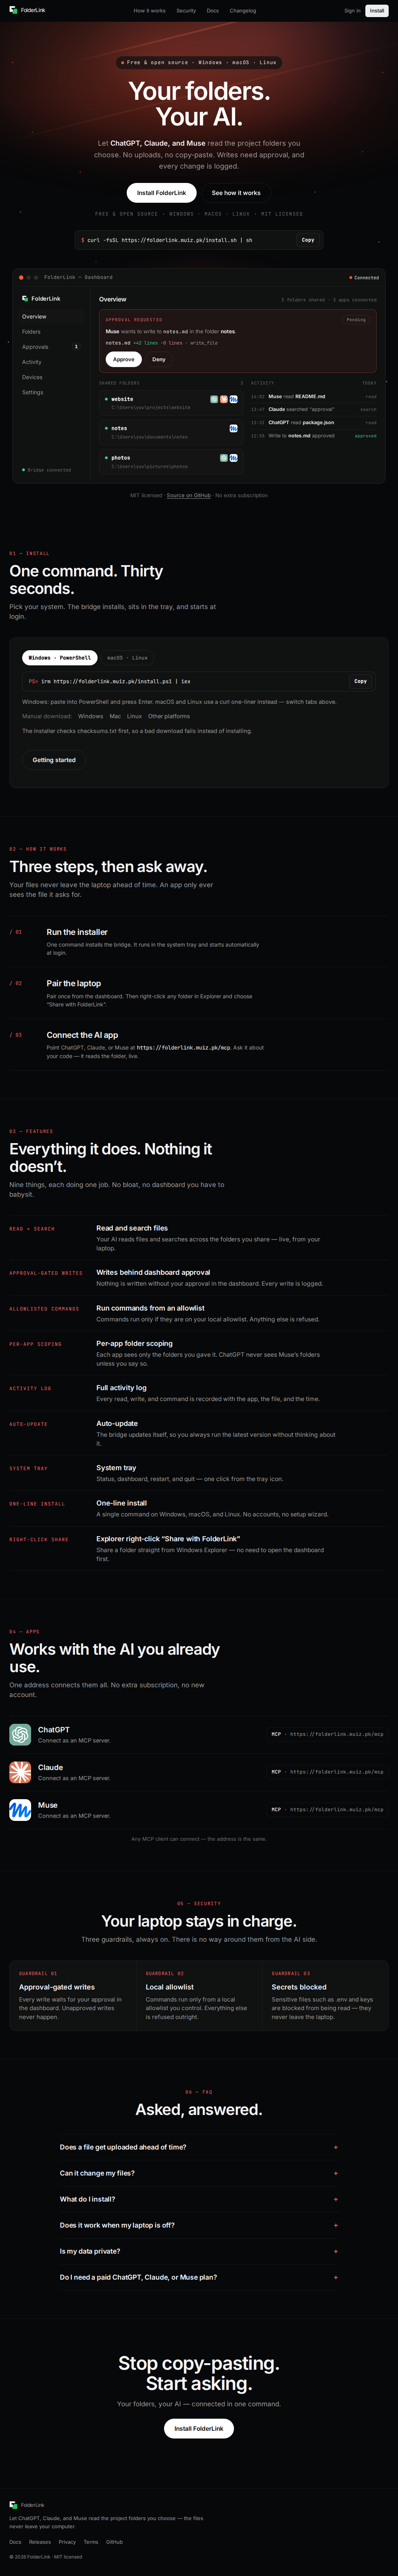 FolderLink
How it works
Security
Docs
Changelog
Sign in
Install
Free & open source · Windows · macOS · Linux
Your folders.
Your AI.
Let ChatGPT, Claude, and Muse read the project folders you
choose. No uploads, no copy-paste. Writes need approval, and
every change is logged.
Install FolderLink
See how it works
FREE & OPEN SOURCE · WINDOWS · MACOS · LINUX · MIT LICENSED
$ curl -fsSL https://folderlink.muiz.pk/install.sh | sh
Copy
FolderLink — Dashboard
Connected
FolderLink
Overview
Folders
Approvals 1
Activity
Devices
Settings
Bridge connected
Overview
3 folders shared · 3 apps connected
APPROVAL REQUESTED
Pending
Muse wants to write to notes.md in the folder notes.
notes.md +42 lines -0 lines · write_file
Approve
Deny
SHARED FOLDERS 3
website
C:\Users\you\projects\website
notes
C:\Users\you\documents\notes
photos
C:\Users\you\pictures\photos
ACTIVITY TODAY
Muse read README.md read
Claude searched “approval” search
ChatGPT read package.json read
Write to notes.md approved approved
MIT licensed · Source on GitHub · No extra subscription
01 — INSTALL
One command. Thirty
seconds.
Pick your system. The bridge installs, sits in the tray, and starts at
login.
Windows · PowerShell
macOS · Linux
PS> irm https://folderlink.muiz.pk/install.ps1 | iex
Copy
Windows: paste into PowerShell and press Enter. macOS and Linux use a curl one-liner instead — switch tabs above.
Manual download: Windows Mac Linux Other platforms
The installer checks checksums.txt first, so a bad download fails instead of installing.
Getting started
02 — HOW IT WORKS
Three steps, then ask away.
Your files never leave the laptop ahead of time. An app only ever
sees the file it asks for.
/ 01
Run the installer
One command installs the bridge. It runs in the system tray and starts automatically
at login.
/ 02
Pair the laptop
Pair once from the dashboard. Then right-click any folder in Explorer and choose
“Share with FolderLink”.
/ 03
Connect the AI app
Point ChatGPT, Claude, or Muse at https://folderlink.muiz.pk/mcp. Ask it about
your code — it reads the folder, live.
03 — FEATURES
Everything it does. Nothing it
doesn’t.
Nine things, each doing one job. No bloat, no dashboard you have to
babysit.
READ + SEARCH
Read and search files
Your AI reads files and searches across the folders you share — live, from your
laptop.
APPROVAL-GATED WRITES
Writes behind dashboard approval
Nothing is written without your approval in the dashboard. Every write is logged.
ALLOWLISTED COMMANDS
Run commands from an allowlist
Commands run only if they are on your local allowlist. Anything else is refused.
PER-APP SCOPING
Per-app folder scoping
Each app sees only the folders you gave it. ChatGPT never sees Muse’s folders
unless you say so.
ACTIVITY LOG
Full activity log
Every read, write, and command is recorded with the app, the file, and the time.
AUTO-UPDATE
Auto-update
The bridge updates itself, so you always run the latest version without thinking about
it.
SYSTEM TRAY
System tray
Status, dashboard, restart, and quit — one click from the tray icon.
ONE-LINE INSTALL
One-line install
A single command on Windows, macOS, and Linux. No accounts, no setup wizard.
RIGHT-CLICK SHARE
Explorer right-click “Share with FolderLink”
Share a folder straight from Windows Explorer — no need to open the dashboard
first.
04 — APPS
Works with the AI you already
use.
One address connects them all. No extra subscription, no new
account.
ChatGPT
Connect as an MCP server.
MCP · https://folderlink.muiz.pk/mcp
Claude
Connect as an MCP server.
MCP · https://folderlink.muiz.pk/mcp
Muse
Connect as an MCP server.
MCP · https://folderlink.muiz.pk/mcp
Any MCP client can connect — the address is the same.
05 — SECURITY
Your laptop stays in charge.
Three guardrails, always on. There is no way around them from the AI side.
GUARDRAIL 01
Approval-gated writes
Every write waits for your approval in
the dashboard. Unapproved writes
never happen.
GUARDRAIL 02
Local allowlist
Commands run only from a local
allowlist you control. Everything else
is refused outright.
GUARDRAIL 03
Secrets blocked
Sensitive files such as .env and keys
are blocked from being read — they
never leave the laptop.
06 — FAQ
Asked, answered.
Does a file get uploaded ahead of time? +
Can it change my files? +
What do I install? +
Does it work when my laptop is off? +
Is my data private? +
Do I need a paid ChatGPT, Claude, or Muse plan? +
Stop copy-pasting.
Start asking.
Your folders, your AI — connected in one command.
Install FolderLink
FolderLink
Let ChatGPT, Claude, and Muse read the project folders you choose — the files
never leave your computer.
Docs Releases Privacy Terms GitHub
© 2026 FolderLink · MIT licensed